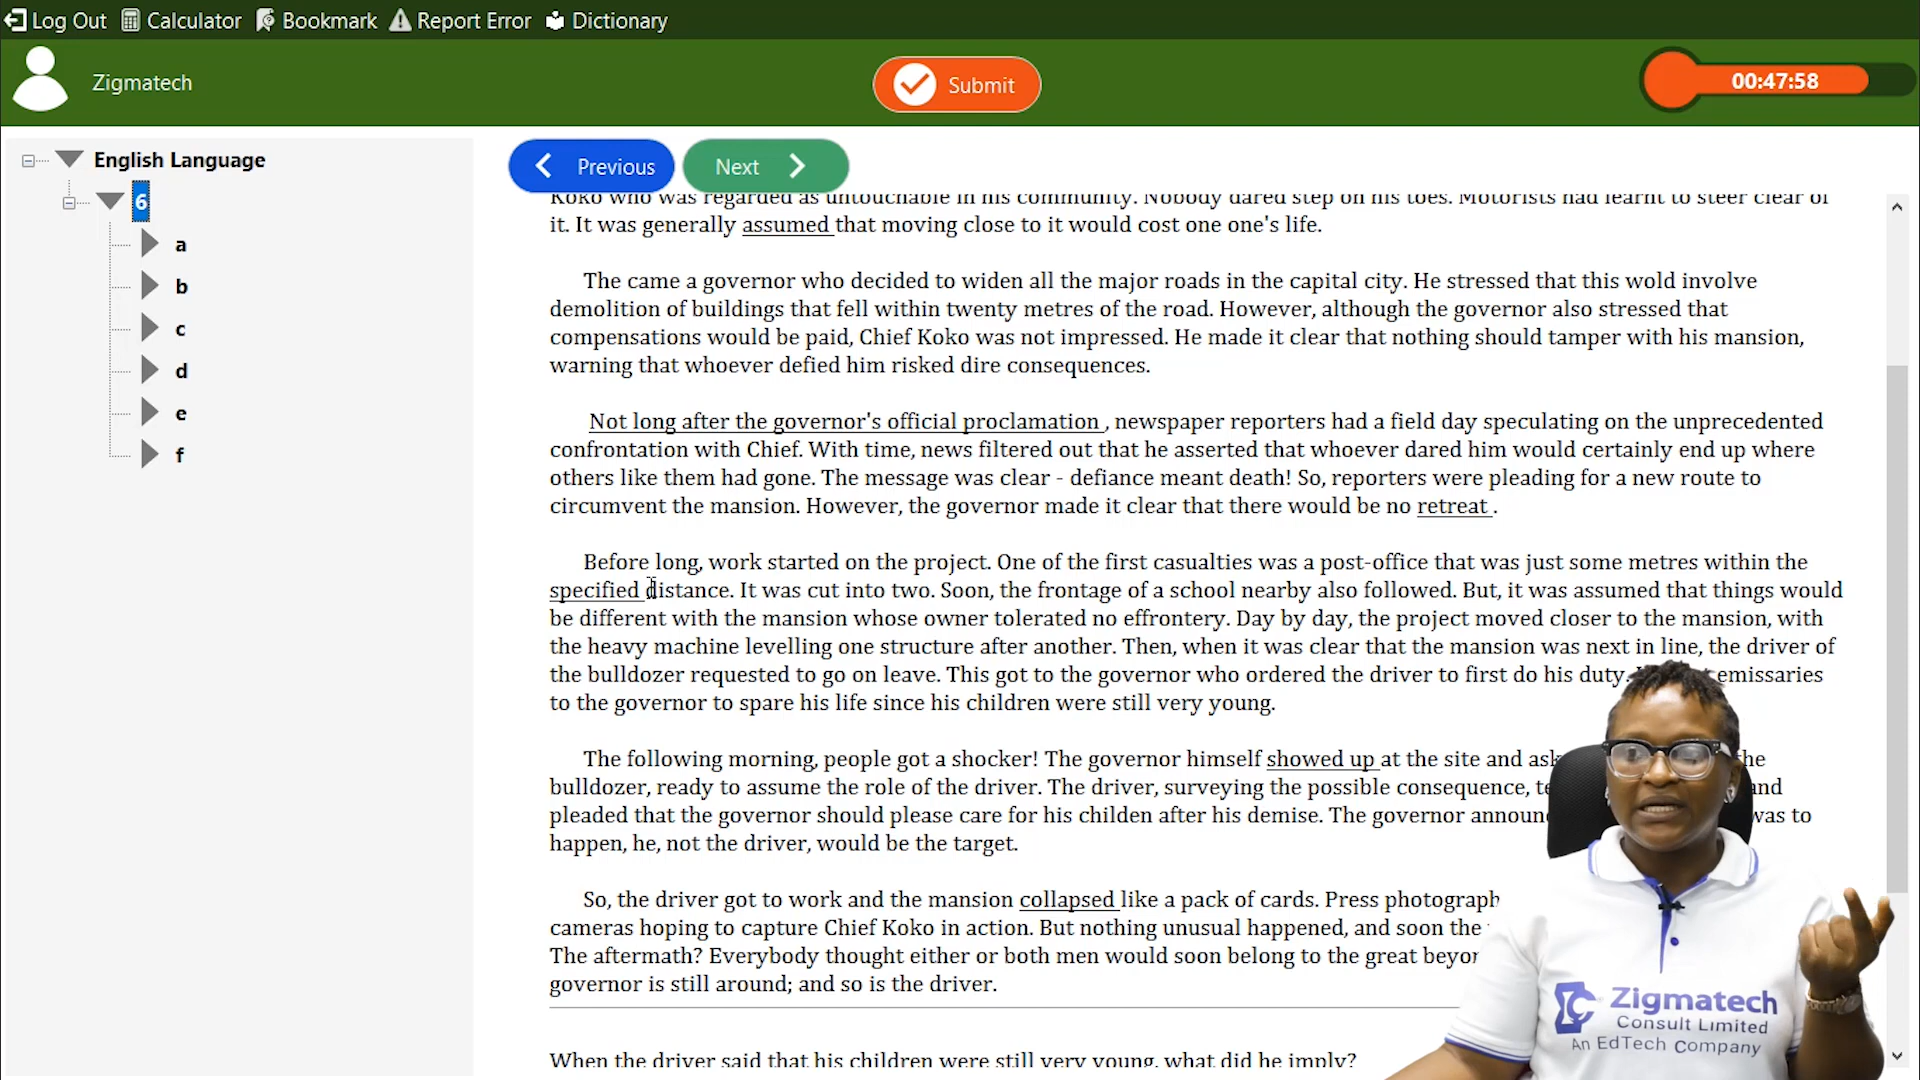 Log Out Calculator Bookmark Report Error Dictionary
Zigmatech
Submit
00:47:58
English Language
6
a
b
c
d
e
f
Previous
Next
Koko who was regarded as untouchable in his community. Nobody dared step on his toes. Motorists had learnt to steer clear of
it. It was generally assumed that moving close to it would cost one one's life.
The came a governor who decided to widen all the major roads in the capital city. He stressed that this wold involve
demolition of buildings that fell within twenty metres of the road. However, although the governor also stressed that
compensations would be paid, Chief Koko was not impressed. He made it clear that nothing should tamper with his mansion,
warning that whoever defied him risked dire consequences.
Not long after the governor's official proclamation , newspaper reporters had a field day speculating on the unprecedented
confrontation with Chief. With time, news filtered out that he asserted that whoever dared him would certainly end up where
others like them had gone. The message was clear - defiance meant death! So, reporters were pleading for a new route to
circumvent the mansion. However, the governor made it clear that there would be no retreat .
Before long, work started on the project. One of the first casualties was a post-office that was just some metres within the
specified distance. It was cut into two. Soon, the frontage of a school nearby also followed. But, it was assumed that things would
be different with the mansion whose owner tolerated no effrontery. Day by day, the project moved closer to the mansion, with
the heavy machine levelling one structure after another. Then, when it was clear that the mansion was next in line, the driver of
the bulldozer requested to go on leave. This got to the governor who ordered the driver to first do his duty. emissaries
to the governor to spare his life since his children were still very young.
The following morning, people got a shocker! The governor himself showed up at the site and he
bulldozer, ready to assume the role of the driver. The driver, surveying the possible consequence, and
pleaded that the governor should please care for his childen after his demise. The governor was to
happen, he, not the driver, would be the target.
So, the driver got to work and the mansion collapsed like a pack of cards. Press
cameras hoping to capture Chief Koko in action. But nothing unusual happened, and soon the
The aftermath? Everybody thought either or both men would soon belong to the great
governor is still around; and so is the driver.
When the driver said that his children were still very young, what did he imply?
Zigmatech
Consult Limited
An EdTech Company